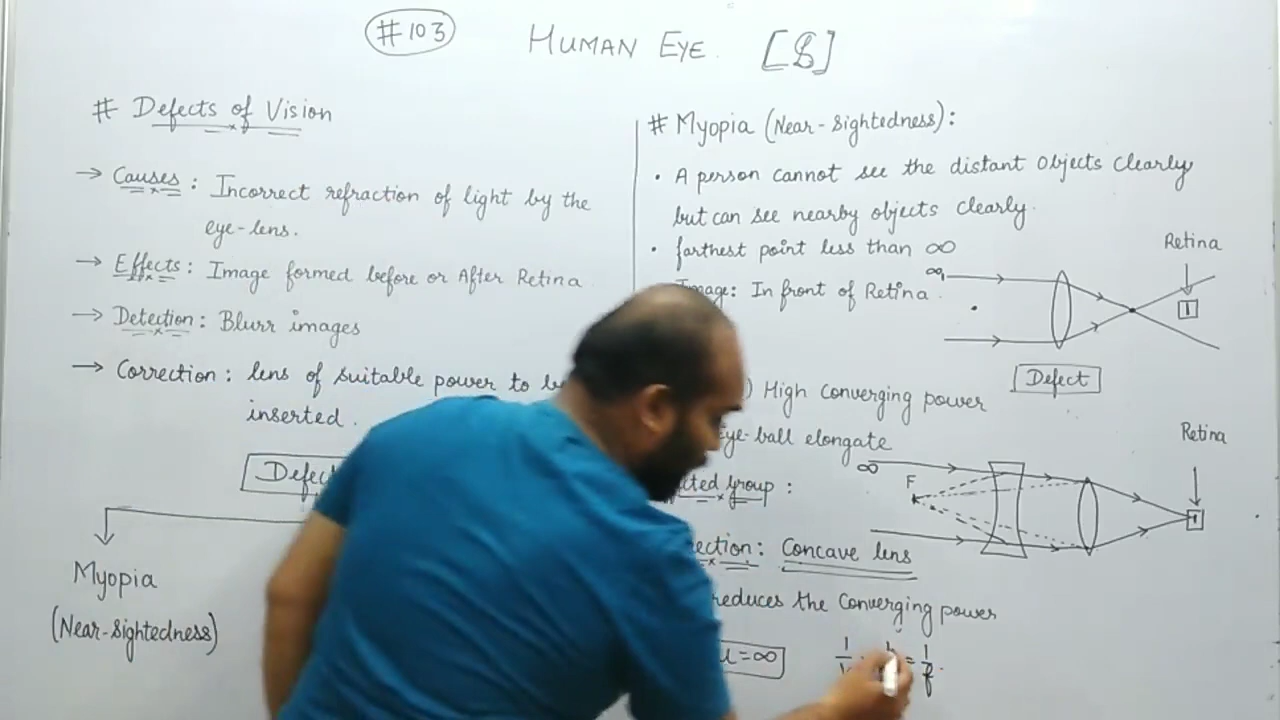 #103
HUMAN EYE.
# Defects of Vision
→ Causes : Incorrect refraction of light by the
eye-lens.
→ Effects: Image formed before or After Retina
→ Detection: Blurr images
→ Correction: lens of suitable power to
inserted.
Myopia
(Near-Sightedness)
# Myopia (Near-Sightedness):
• A person cannot see the distant Objects Clearly
but can see nearby objects clearly.
• farthest point less than ∞
Image: In front of Retina.
High Converging power
Eye-ball elongate
Group :
Concave lens
reduces the Converging power
u=∞
∞
Retina
Defect
Retina
∞
F